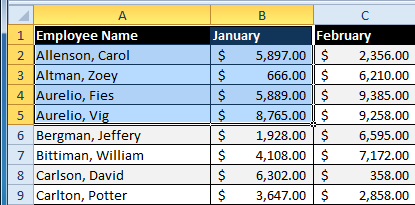 A B C
1 Employee Name January February
2 Allenson, Carol $ 5,897.00 $ 2,356.00
3 Altman, Zoey $ 666.00 $ 6,210.00
4 Aurelio, Fies $ 5,889.00 $ 9,385.00
5 Aurelio, Vig $ 8,765.00 $ 9,258.00
6 Bergman, Jeffery $ 1,928.00 $ 6,595.00
7 Bittiman, William $ 4,108.00 $ 7,172.00
8 Carlson, David $ 6,302.00 $ 358.00
9 Carlton, Potter $ 3,647.00 $ 2,858.00